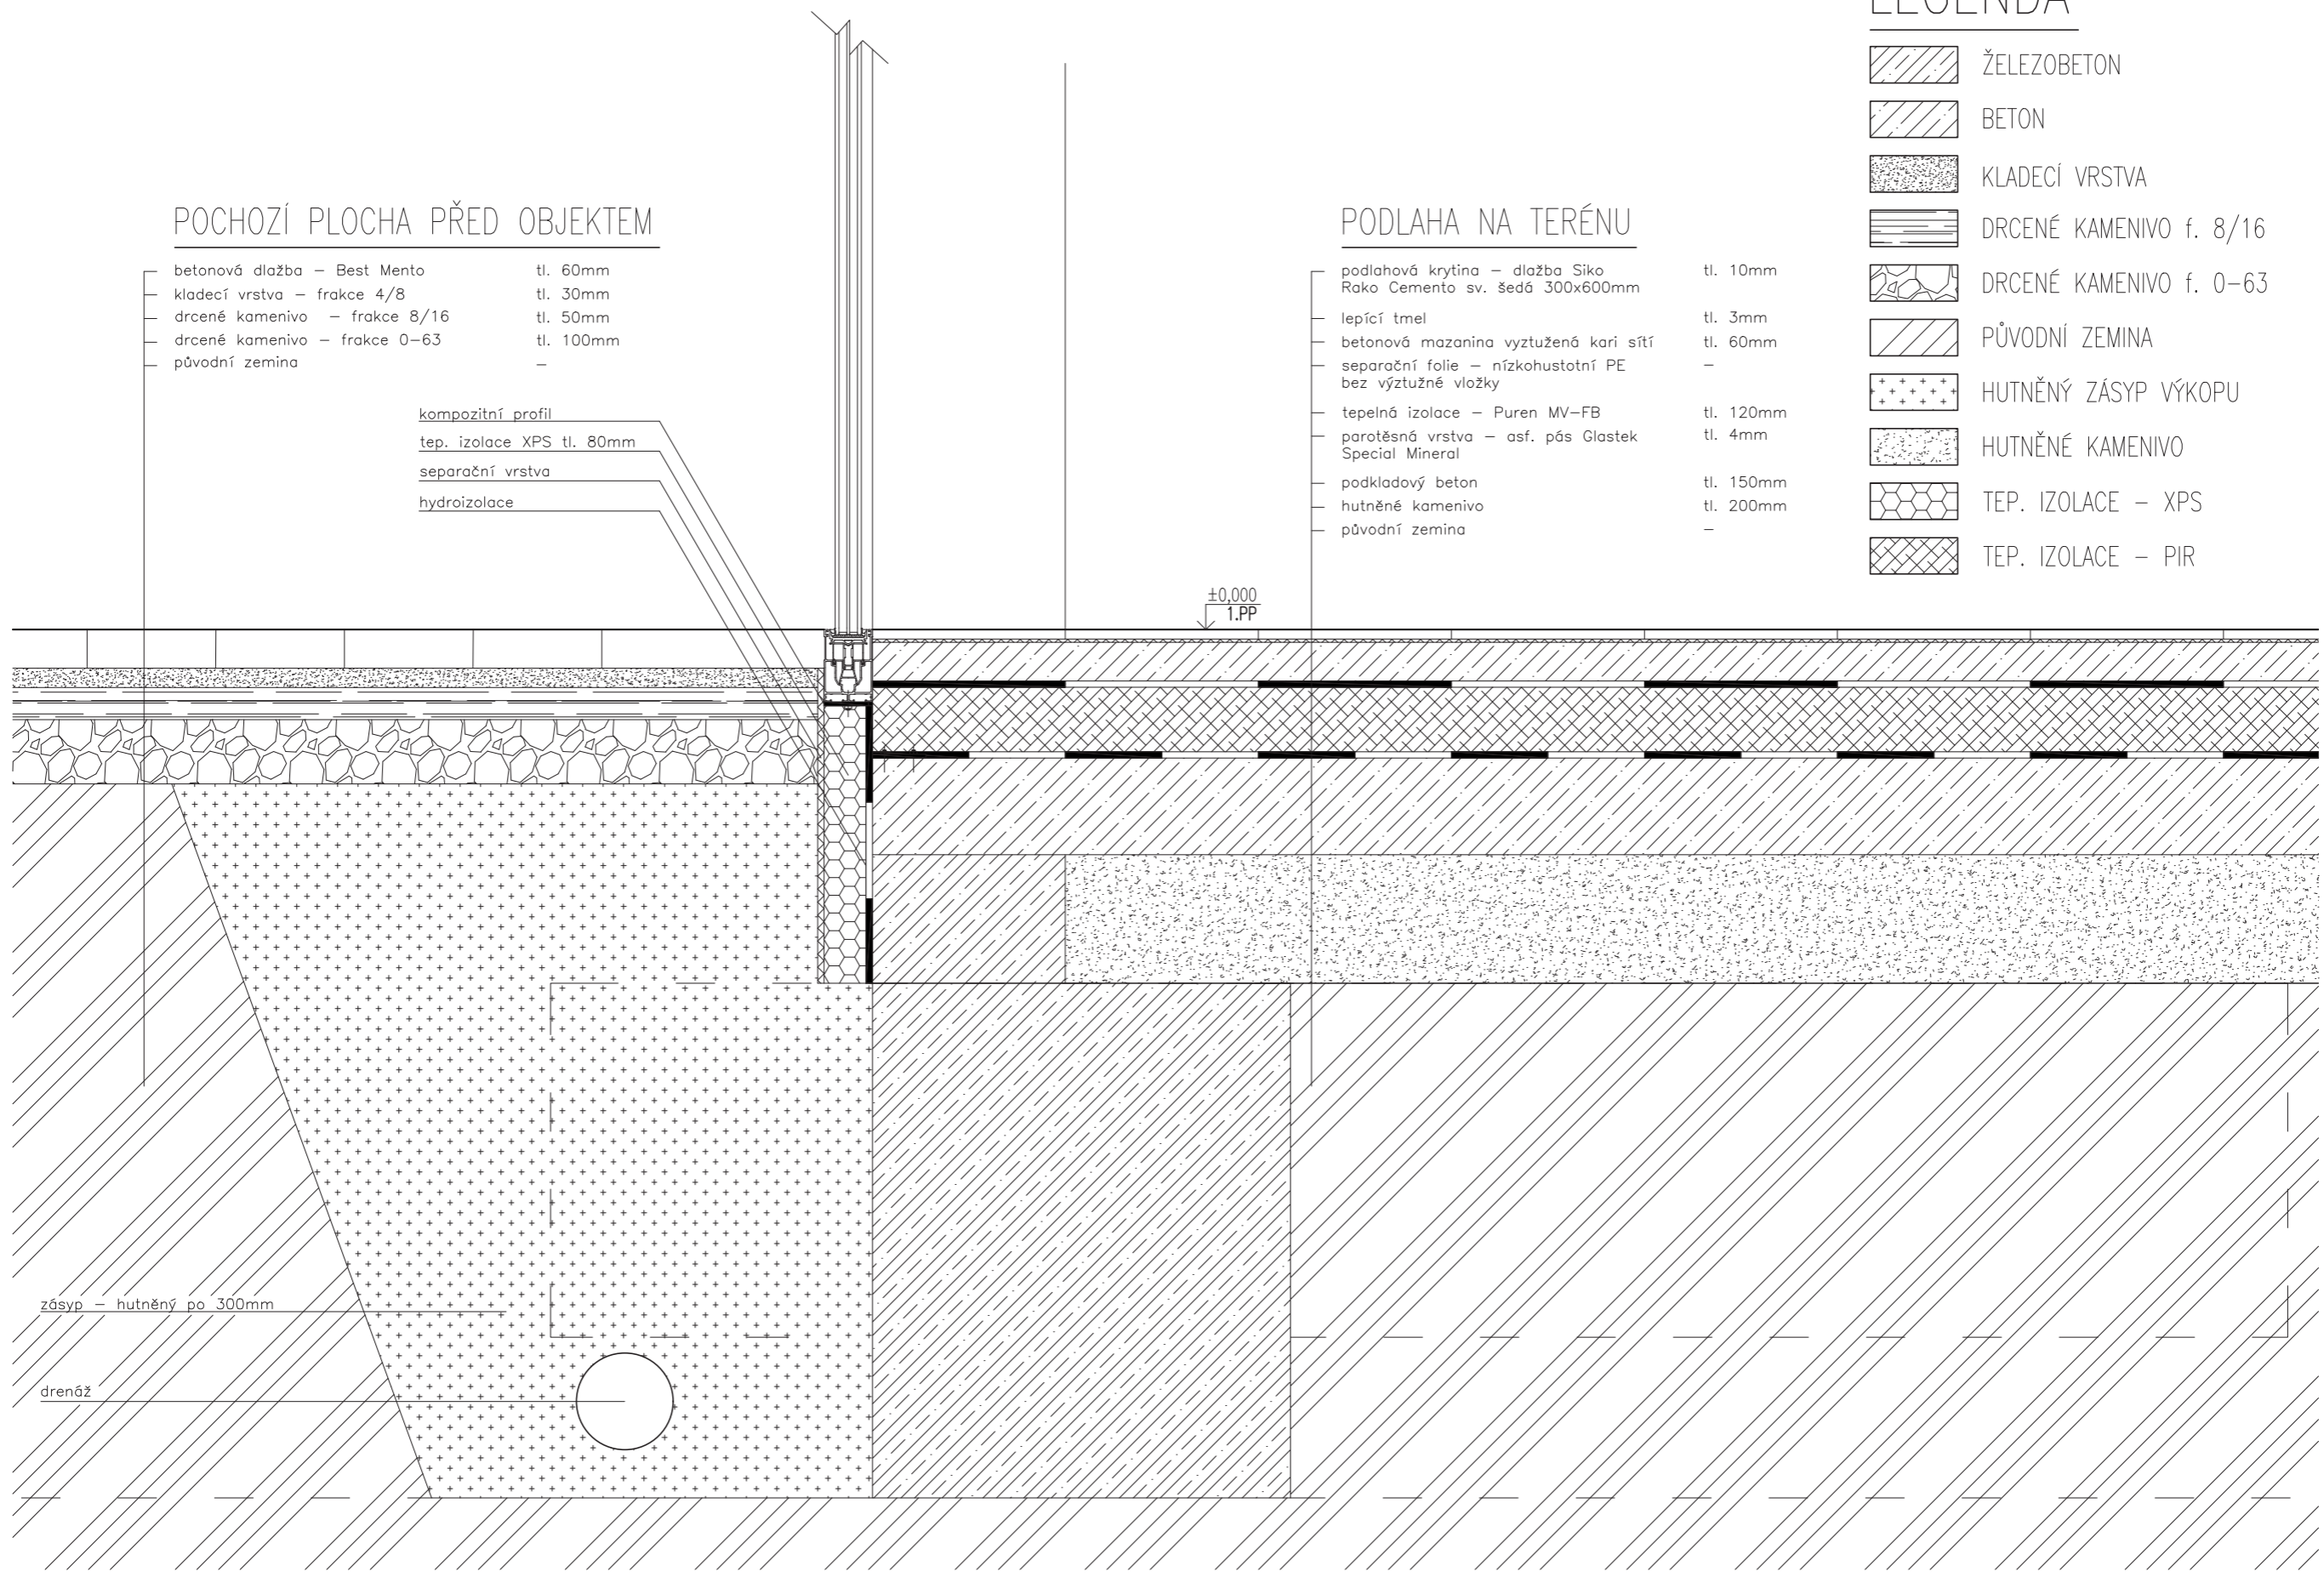 LEGENDA
ŽELEZOBETON
BETON
KLADECÍ VRSTVA
DRCENÉ KAMENIVO f. 8/16
DRCENÉ KAMENIVO f. 0-63
PŮVODNÍ ZEMINA
HUTNĚNÝ ZÁSYP VÝKOPU
HUTNĚNÉ KAMENIVO
TEP. IZOLACE - XPS
TEP. IZOLACE - PIR
POCHOZÍ PLOCHA PŘED OBJEKTEM
betonová dlažba - Best Mento tl. 60mm
kladecí vrstva - frakce 4/8 tl. 30mm
drcené kamenivo - frakce 8/16 tl. 50mm
drcené kamenivo - frakce 0-63 tl. 100mm
původní zemina -
kompozitní profil
tep. izolace XPS tl. 80mm
separační vrstva
hydroizolace
PODLAHA NA TERÉNU
podlahová krytina - dlažba Siko tl. 10mm
Rako Cemento sv. šedá 300x600mm
lepící tmel tl. 3mm
betonová mazanina vyztužená kari sítí tl. 60mm
separační folie - nízkohustotní PE -
bez výztužné vložky
tepelná izolace - Puren MV-FB tl. 120mm
parotěsná vrstva - asf. pás Glastek tl. 4mm
Special Mineral
podkladový beton tl. 150mm
hutněné kamenivo tl. 200mm
původní zemina -
±0,000
1.PP
zásyp - hutněný po 300mm
drenáž